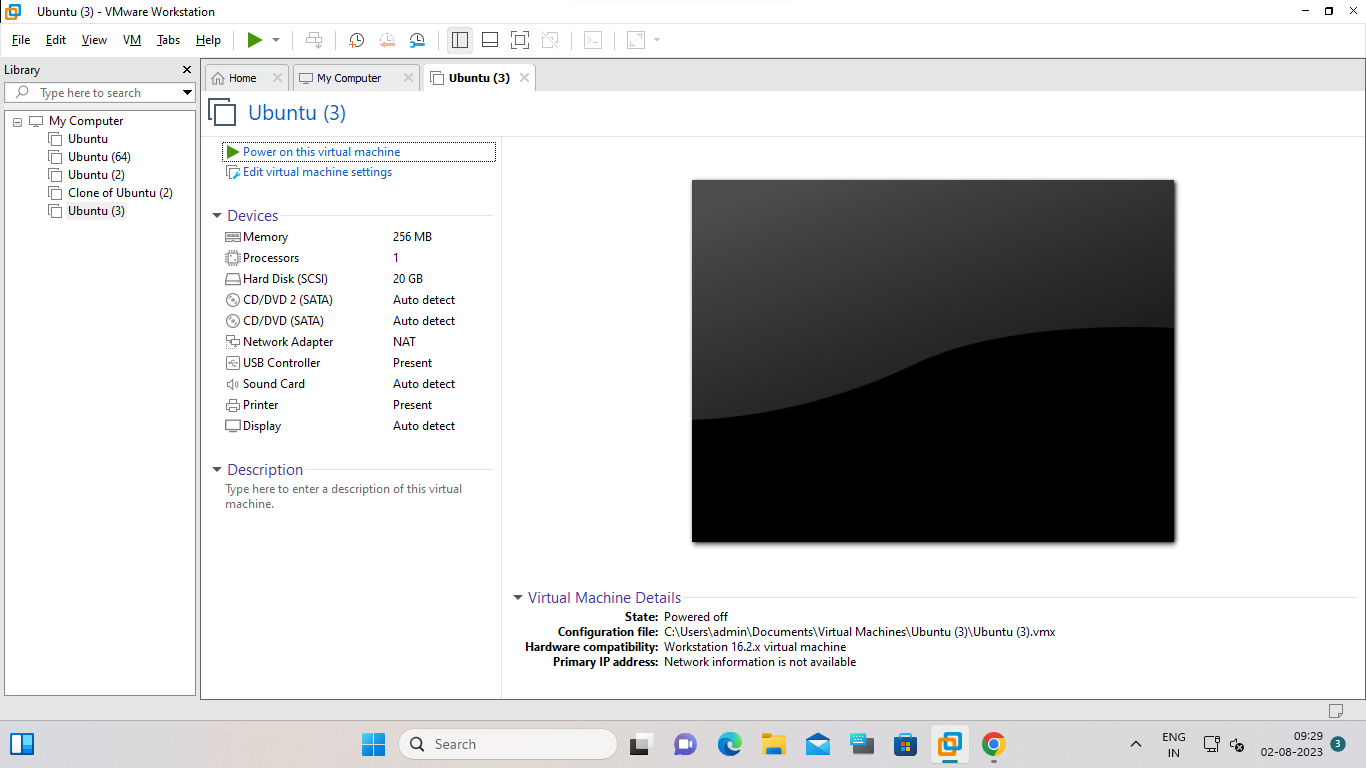 Ubuntu (3) - VMware Workstation
File Edit View VM Tabs Help
Library
Type here to search
My Computer
Ubuntu
Ubuntu (64)
Ubuntu (2)
Clone of Ubuntu (2)
Ubuntu (3)
Home My Computer Ubuntu (3)
Ubuntu (3)
Power on this virtual machine
Edit virtual machine settings
Devices
Memory 256 MB
Processors 1
Hard Disk (SCSI) 20 GB
CD/DVD 2 (SATA) Auto detect
CD/DVD (SATA) Auto detect
Network Adapter NAT
USB Controller Present
Sound Card Auto detect
Printer Present
Display Auto detect
Description
Type here to enter a description of this virtual
machine.
Virtual Machine Details
State: Powered off
Configuration file: C:\Users\admin\Documents\Virtual Machines\Ubuntu (3)\Ubuntu (3).vmx
Hardware compatibility: Workstation 16.2.x virtual machine
Primary IP address: Network information is not available
Search
ENG
IN
09:29
02-08-2023
3